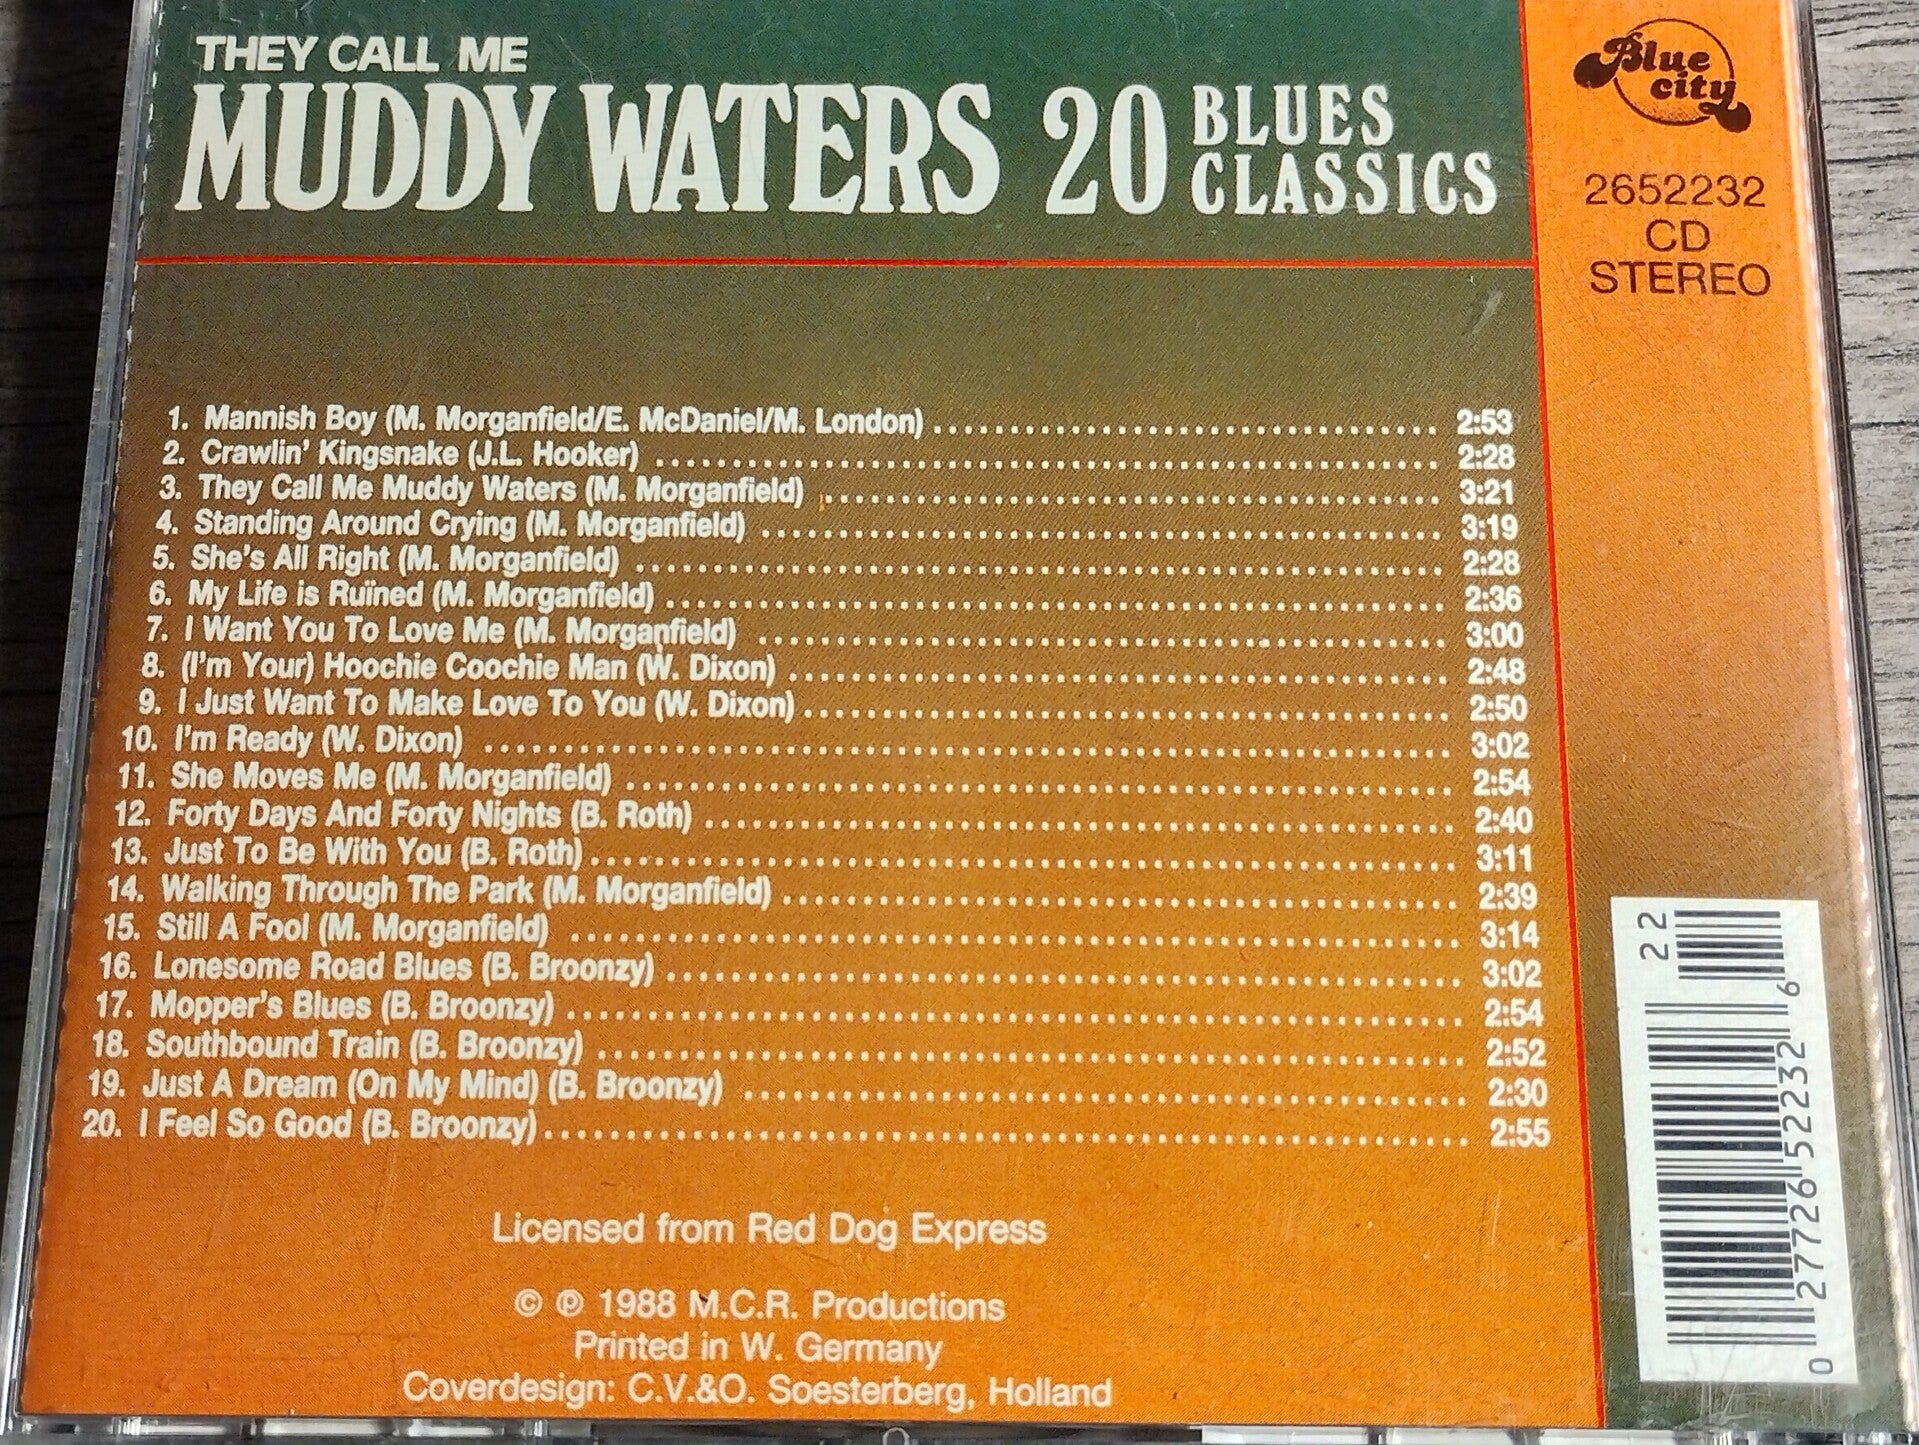 THEY CALL ME
MUDDY WATERS 20 BLUES CLASSICS
Blue city
2652232
CD
STEREO
1. Mannish Boy (M. Morganfield/E. McDaniel/M. London) 2:53
2. Crawlin' Kingsnake (J.L. Hooker) 2:28
3. They Call Me Muddy Waters (M. Morganfield) 3:21
4. Standing Around Crying (M. Morganfield) 3:19
5. She's All Right (M. Morganfield) 2:28
6. My Life is Ruïned (M. Morganfield) 2:36
7. I Want You To Love Me (M. Morganfield) 3:00
8. (I'm Your) Hoochie Coochie Man (W. Dixon) 2:48
9. I Just Want To Make Love To You (W. Dixon) 2:50
10. I'm Ready (W. Dixon) 3:02
11. She Moves Me (M. Morganfield) 2:54
12. Forty Days And Forty Nights (B. Roth) 2:40
13. Just To Be With You (B. Roth) 3:11
14. Walking Through The Park (M. Morganfield) 2:39
15. Still A Fool (M. Morganfield) 3:14
16. Lonesome Road Blues (B. Broonzy) 3:02
17. Mopper's Blues (B. Broonzy) 2:54
18. Southbound Train (B. Broonzy) 2:52
19. Just A Dream (On My Mind) (B. Broonzy) 2:30
20. I Feel So Good (B. Broonzy) 2:55
Licensed from Red Dog Express
© ℗ 1988 M.C.R. Productions
Printed in W. Germany
Coverdesign: C.V.&O. Soesterberg, Holland
22
0 27726 52232 6